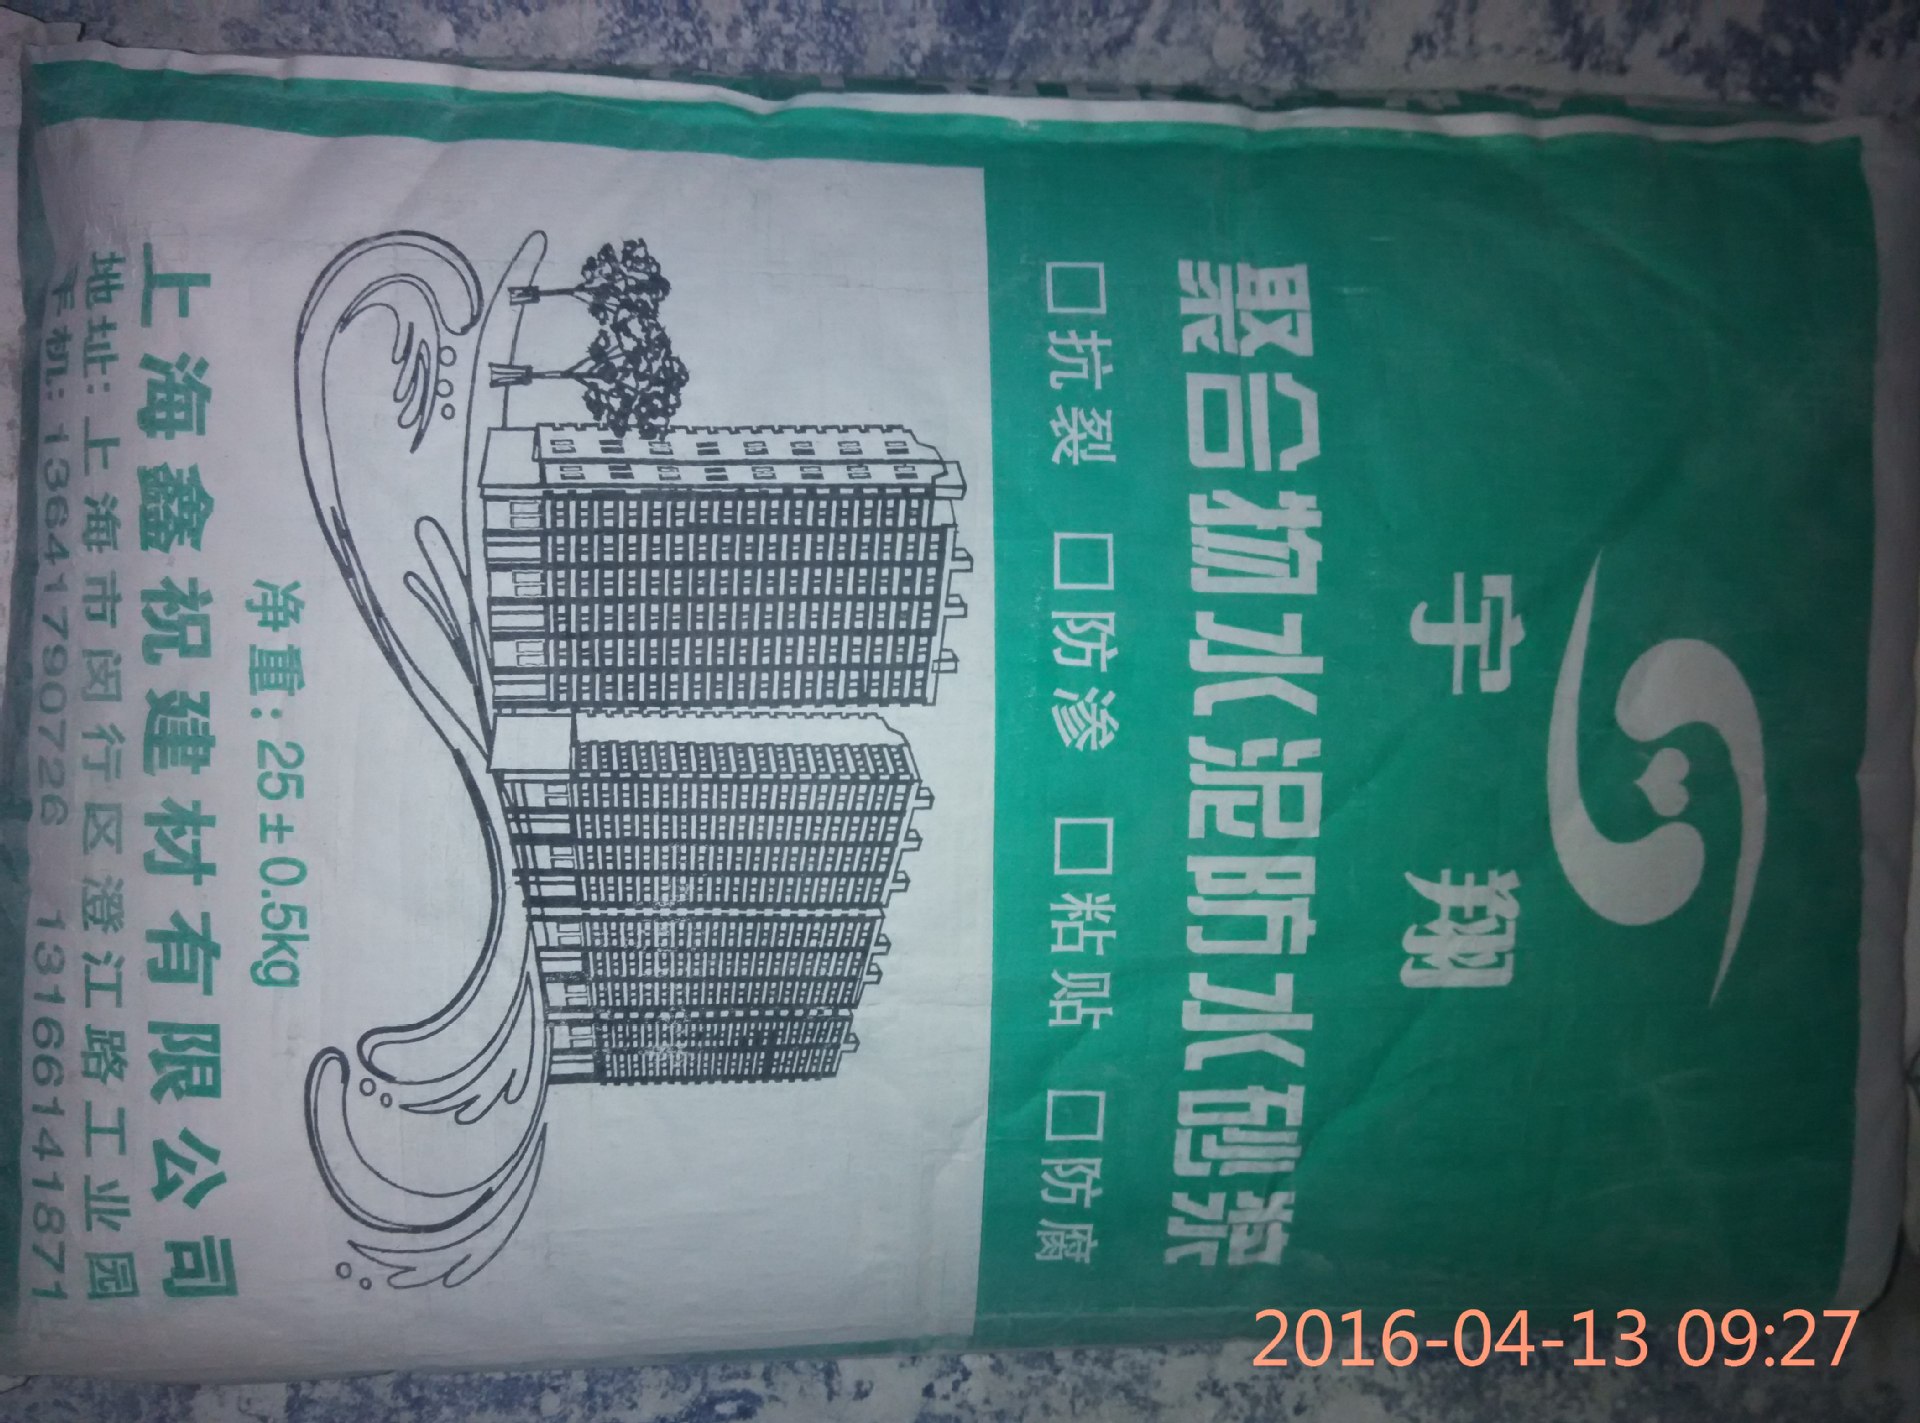 宇翔
聚合物水泥防水砂浆
□抗裂 □防渗 □粘贴 □防腐
净重：25±0.5kg
上海鑫祝建材有限公司
地址：上海市闵行区澄江路工业园
手机：13641790726 13166141871
2016-04-13 09:27